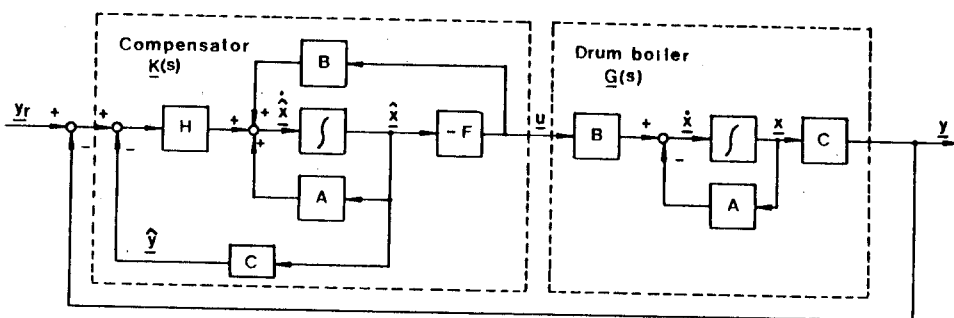 Compensator
K(s)
Drum boiler
G(s)
B
yr
+
-
+
-
H
+
+
+
ẋ̂
∫
x̂
-F
u
B
+
-
ẋ
∫
x
C
y
A
A
ŷ
C